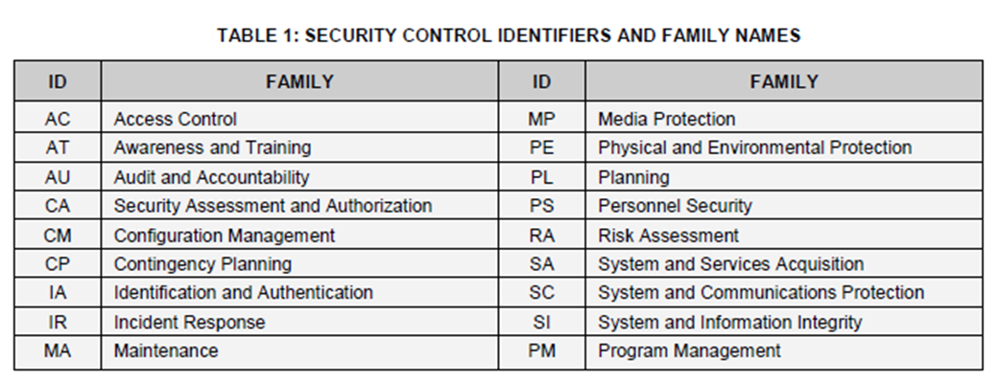 TABLE 1: SECURITY CONTROL IDENTIFIERS AND FAMILY NAMES
ID FAMILY ID FAMILY
AC Access Control MP Media Protection
AT Awareness and Training PE Physical and Environmental Protection
AU Audit and Accountability PL Planning
CA Security Assessment and Authorization PS Personnel Security
CM Configuration Management RA Risk Assessment
CP Contingency Planning SA System and Services Acquisition
IA Identification and Authentication SC System and Communications Protection
IR Incident Response SI System and Information Integrity
MA Maintenance PM Program Management